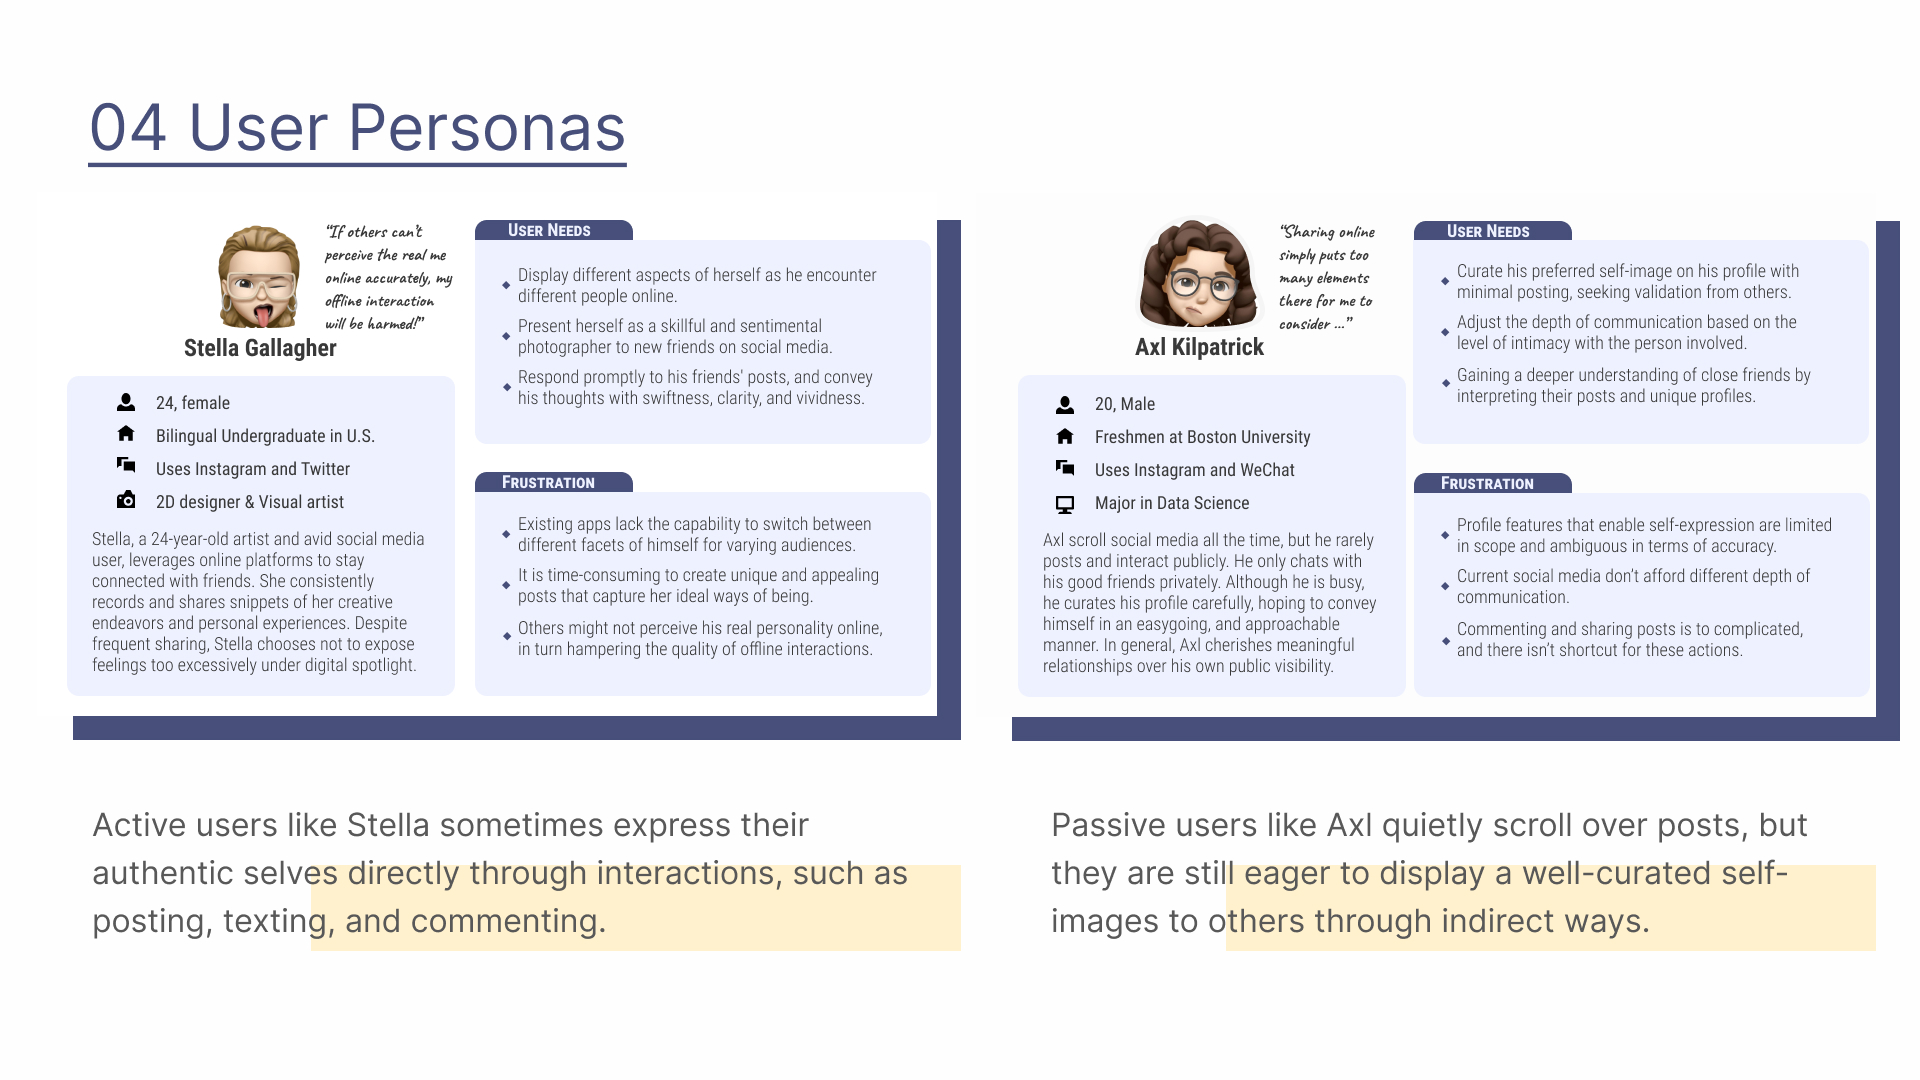 04 User Personas
“If others can’t
perceive the real me
online accurately, my
offline interaction
will be harmed!”
Stella Gallagher
24, female
Bilingual Undergraduate in U.S.
Uses Instagram and Twitter
2D designer & Visual artist
Stella, a 24-year-old artist and avid social media
user, leverages online platforms to stay
connected with friends. She consistently
records and shares snippets of her creative
endeavors and personal experiences. Despite
frequent sharing, Stella chooses not to expose
feelings too excessively under digital spotlight.
User Needs
Display different aspects of herself as he encounter
different people online.
Present herself as a skillful and sentimental
photographer to new friends on social media.
Respond promptly to his friends' posts, and convey
his thoughts with swiftness, clarity, and vividness.
Frustration
Existing apps lack the capability to switch between
different facets of himself for varying audiences.
It is time-consuming to create unique and appealing
posts that capture her ideal ways of being.
Others might not perceive his real personality online,
in turn hampering the quality of offline interactions.
Active users like Stella sometimes express their
authentic selves directly through interactions, such as
posting, texting, and commenting.
“Sharing online
simply puts too
many elements
there for me to
consider ...”
Axl Kilpatrick
20, Male
Freshmen at Boston University
Uses Instagram and WeChat
Major in Data Science
Axl scroll social media all the time, but he rarely
posts and interact publicly. He only chats with
his good friends privately. Although he is busy,
he curates his profile carefully, hoping to convey
himself in an easygoing, and approachable
manner. In general, Axl cherishes meaningful
relationships over his own public visibility.
User Needs
Curate his preferred self-image on his profile with
minimal posting, seeking validation from others.
Adjust the depth of communication based on the
level of intimacy with the person involved.
Gaining a deeper understanding of close friends by
interpreting their posts and unique profiles.
Frustration
Profile features that enable self-expression are limited
in scope and ambiguous in terms of accuracy.
Current social media don’t afford different depth of
communication.
Commenting and sharing posts is to complicated,
and there isn’t shortcut for these actions.
Passive users like Axl quietly scroll over posts, but
they are still eager to display a well-curated self-
images to others through indirect ways.